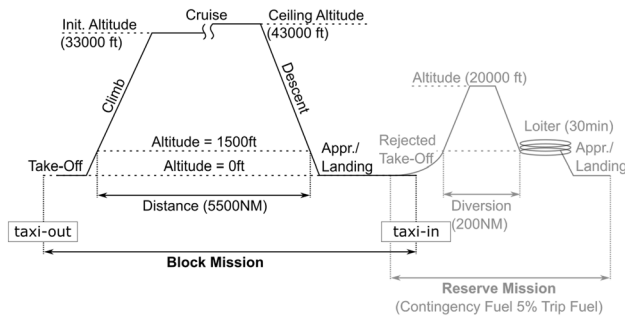 Cruise
Init. Altitude
(33000 ft)
Ceiling Altitude
(43000 ft)
Climb
Descent
Altitude = 1500ft
Take-Off
Altitude = 0ft
Appr./
Landing
Distance (5500NM)
taxi-out
taxi-in
Block Mission
Altitude (20000 ft)
Rejected
Take-Off
Loiter (30min)
Appr./
Landing
Diversion
(200NM)
Reserve Mission
(Contingency Fuel 5% Trip Fuel)